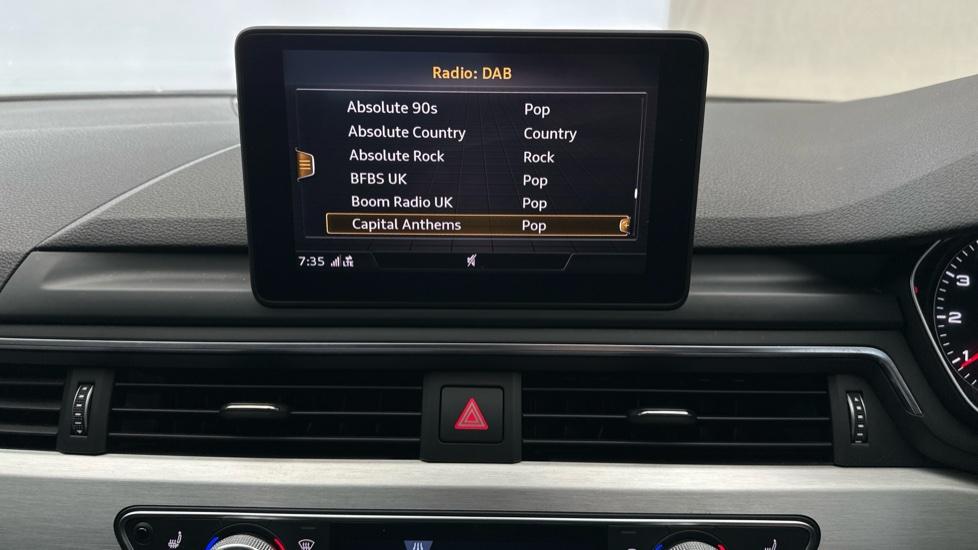 Radio: DAB
Absolute 90s Pop
Absolute Country Country
Absolute Rock Rock
BFBS UK Pop
Boom Radio UK Pop
Capital Anthems Pop
7:35 LTE
3
2
1